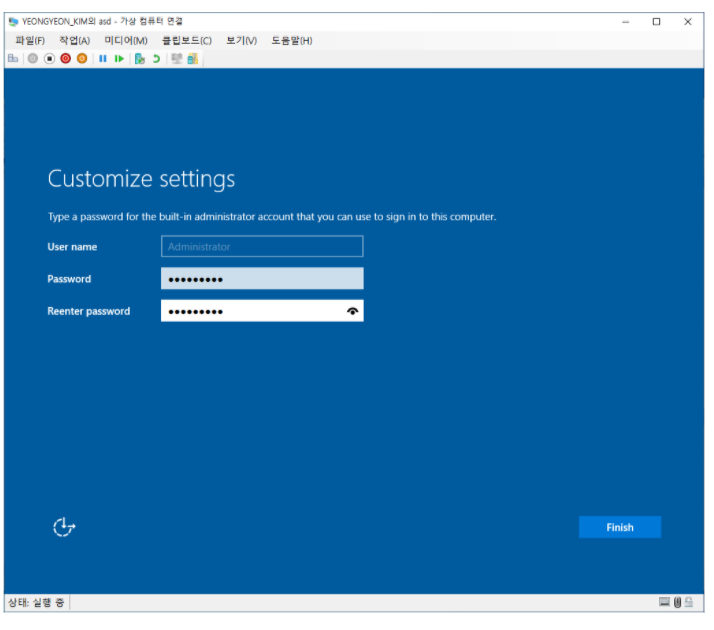 YEONGYEON_KIM의 asd - 가상 컴퓨터 연결
파일(F) 작업(A) 미디어(M) 클립보드(C) 보기(V) 도움말(H)
Customize settings
Type a password for the built-in administrator account that you can use to sign in to this computer.
User name Administrator
Password •••••••••
Reenter password •••••••••
Finish
상태: 실행 중